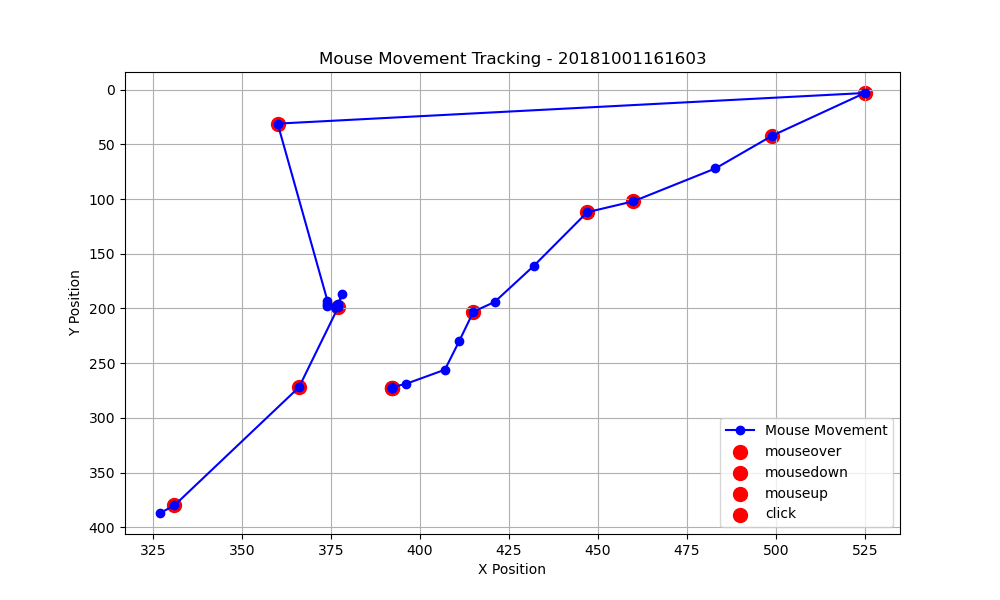 Mouse Movement Tracking - 20181001161603
Y Position
0
50
100
150
200
250
300
350
400
325
350
375
400
425
450
475
500
525
X Position
Mouse Movement
mouseover
mousedown
mouseup
click